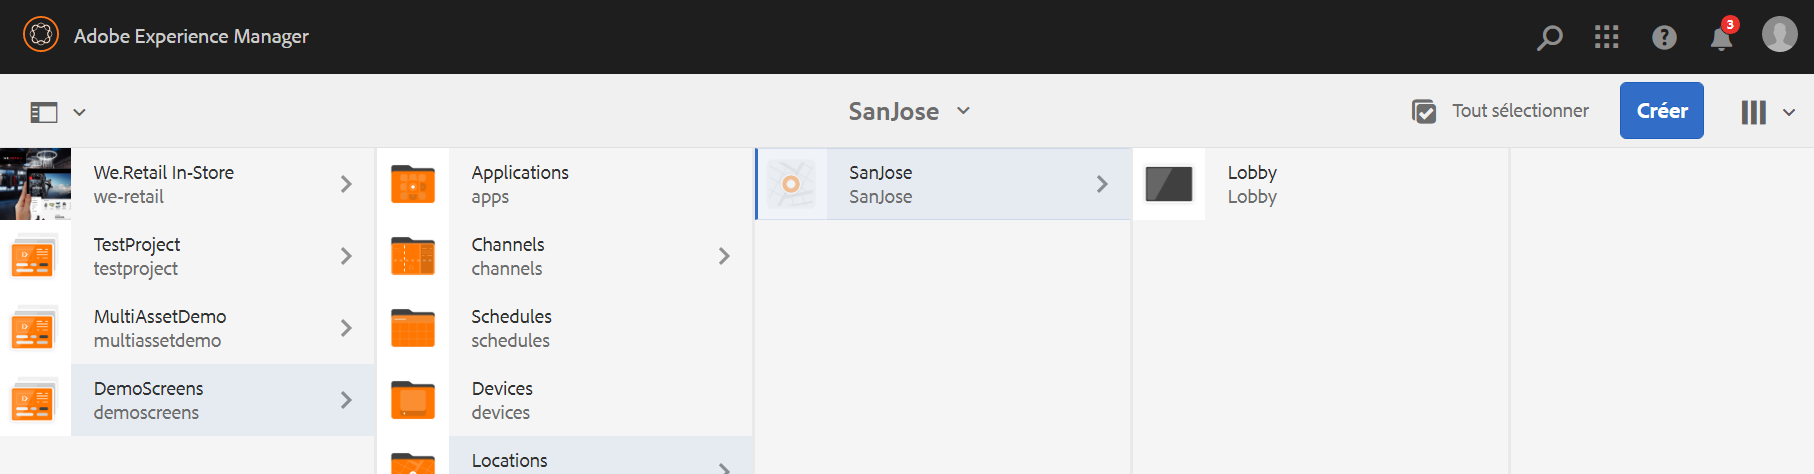 Adobe Experience Manager
3
SanJose
Tout sélectionner
Créer
We.Retail In-Store
we-retail
TestProject
testproject
MultiAssetDemo
multiassetdemo
DemoScreens
demoscreens
Applications
apps
Channels
channels
Schedules
schedules
Devices
devices
Locations
SanJose
SanJose
Lobby
Lobby